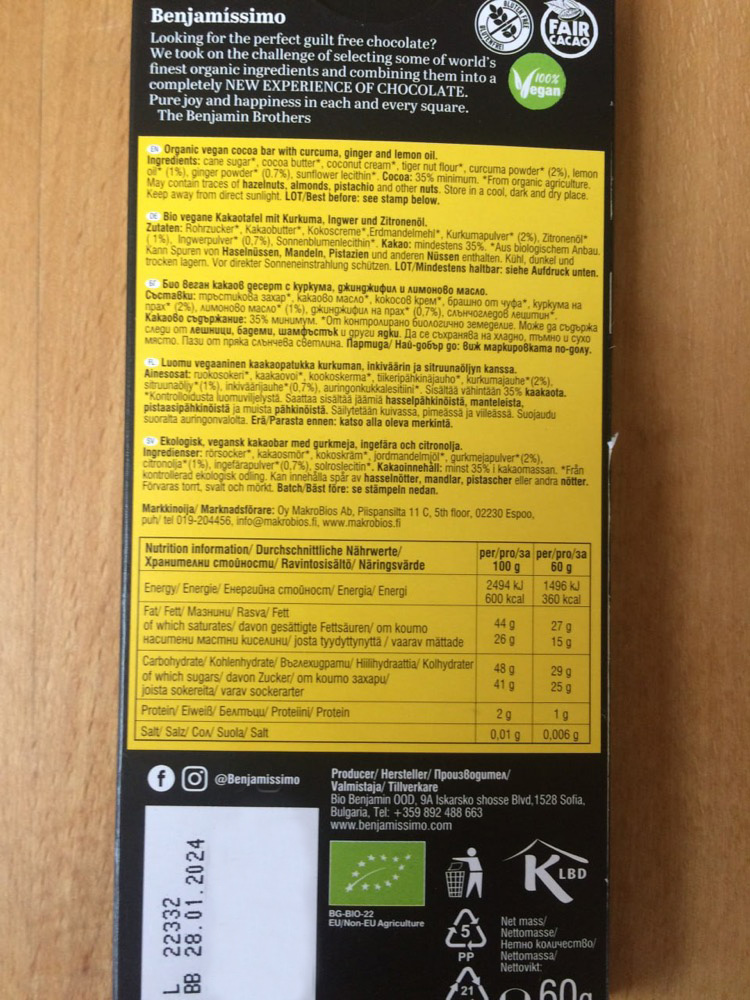 Benjamíssimo
Looking for the perfect guilt free chocolate?
We took on the challenge of selecting some of world's
finest organic ingredients and combining them into a
completely NEW EXPERIENCE OF CHOCOLATE.
Pure joy and happiness in each and every square.
The Benjamin Brothers
GLUTEN FREE
GLUTENFREI
FAIR
CACAO
100%
Vegan
EN Organic vegan cocoa bar with curcuma, ginger and lemon oil.
Ingredients: cane sugar*, cocoa butter*, coconut cream*, tiger nut flour*, curcuma powder* (2%), lemon
oil* (1%), ginger powder* (0.7%), sunflower lecithin*. Cocoa: 35% minimum. *From organic agriculture.
May contain traces of hazelnuts, almonds, pistachio and other nuts. Store in a cool, dark and dry place.
Keep away from direct sunlight. LOT/Best before: see stamp below.
DE Bio vegane Kakaotafel mit Kurkuma, Ingwer und Zitronenöl.
Zutaten: Rohrzucker*, Kakaobutter*, Kokoscreme*,Erdmandelmehl*, Kurkumapulver* (2%), Zitronenöl*
(1%), Ingwerpulver* (0,7%), Sonnenblumenlecithin*. Kakao: mindestens 35%. *Aus biologischem Anbau.
Kann Spuren von Haselnüssen, Mandeln, Pistazien und anderen Nüssen enthalten. Kühl, dunkel und
trocken lagern. Vor direkter Sonneneinstrahlung schützen. LOT/Mindestens haltbar: siehe Aufdruck unten.
БГ Био веган какаов десерт с куркума, джинджифил и лимоново масло.
Съставки: тръстикова захар*, какаово масло*, кокосов крем*, брашно от чуфа*, куркума на
прах* (2%), лимоново масло* (1%), джинджифил на прах* (0,7%), слънчогледов лецитин*.
Какаово съдържание: 35% минимум. *От контролирано биологично земеделие. Може да съдържа
следи от лешници, бадеми, шамфъстък и други ядки. Да се съхранява на хладно, тъмно и сухо
място. Пази от пряка слънчева светлина. Партида/ Най-добър до: виж маркировката по-долу.
Luomu vegaaninen kaakaopatukka kurkuman, inkiväärin ja sitruunaöljyn kanssa.
Ainesosat: ruokosokeri*, kaakaovoi*, kookoskerma*, tiikeripähkinäjauho*, kurkumajauhe*(2%),
sitruunaöljy*(1%), inkiväärijauhe*(0,7%), auringonkukkalesitiini*. Sisältää vähintään 35% kaakaota.
*Kontrolloidusta luomuviljelystä. Saattaa sisältää jäämiä hasselpähkinöistä, manteleista,
pistaasipähkinöistä ja muista pähkinöistä. Säilytetään kuivassa, pimeässä ja viileässä. Suojaudu
suoralta auringonvalolta. Erä/Parasta ennen: katso alla oleva merkintä.
SV Ekologisk, vegansk kakaobar med gurkmeja, ingefära och citronolja.
Ingredienser: rörsocker*, kakaosmör*, kokoskräm*, jordmandelmjöl*, gurkmejapulver*(2%),
citronolja*(1%), ingefärapulver*(0,7%), solroslecitin*. Kakaoinnehåll: minst 35% i kakaomassan. *Från
kontrollerad ekologisk odling. Kan innehålla spår av hasselnötter, mandlar, pistascher eller andra nötter.
Förvaras torrt, svalt och mörkt. Batch/Bäst före: se stämpeln nedan.
Markkinoija/ Marknadsförare: Oy MakroBios Ab, Piispansilta 11 C, 5th floor, 02230 Espoo,
puh/ tel 019-204456, info@makrobios.fi, www.makrobios.fi
Nutrition information/ Durchschnittliche Nährwerte/
Хранителни стойности/ Ravintosisältö/ Näringsvärde
per/pro/за per/pro/за
100 g 60 g
Energy/ Energie/ Енергийна стойност/ Energia/ Energi
2494 kJ 1496 kJ
600 kcal 360 kcal
Fat/ Fett/ Мазнини/ Rasva/ Fett 44 g 27 g
of which saturates/ davon gesättigte Fettsäuren/ от които
наситени мастни киселини/ josta tyydyttynyttä / vaarav mättade 26 g 15 g
Carbohydrate/ Kohlenhydrate/ Въглехидрати/ Hiilihydraattia/ Kolhydrater 48 g 29 g
of which sugars/ davon Zucker/ от които захари/
joista sokereita/ varav sockerarter 41 g 25 g
Protein/ Eiweiß/ Белтъци/ Proteiini/ Protein 2 g 1 g
Salt/ Salz/ Сол/ Suola/ Salt 0,01 g 0,006 g
@Benjamissimo
Producer/ Hersteller/ Производител/
Valmistaja/ Tillverkare
Bio Benjamin OOD, 9A Iskarsko shosse Blvd,1528 Sofia,
Bulgaria, Tel: +359 892 488 663
www.benjamissimo.com
L 22332
BB 28.01.2024
BG-BIO-22
EU/Non-EU Agriculture
K LBD
5
PP
21
Net mass/
Nettomasse/
Нетно количество/
Nettomassa/
Nettovikt:
60g